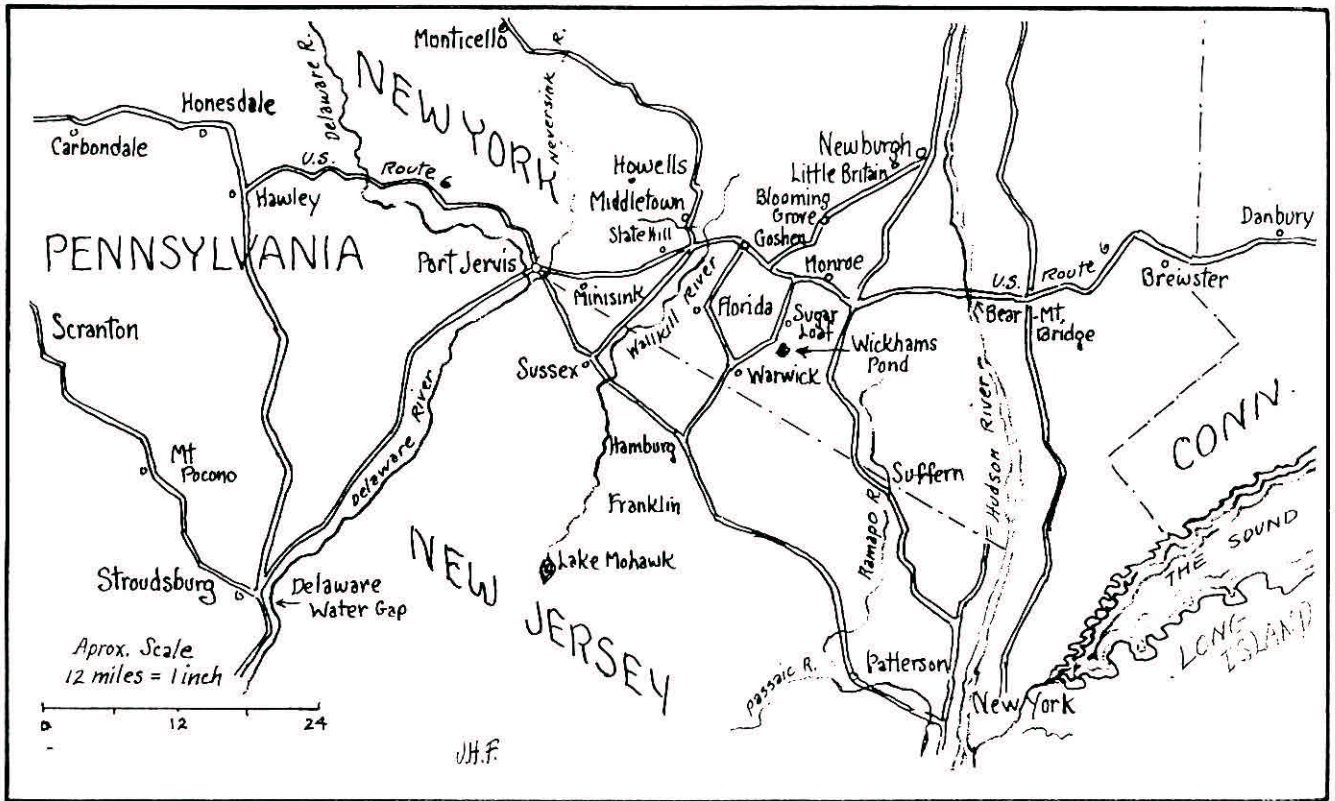 Monticello
Delaware R.
NEW YORK
Neversink
R.
Honesdale
Carbondale
U.S.
Route 6
Hawley
Howells
Middletown
Slate Hill
Newburgh
Little Britain
Blooming
Grove
Goshen
Monroe
Danbury
Brewster
U.S.
Route 6
PENNSYLVANIA
Port Jervis
Minisink
Florida
Sugar
Loaf
Bear Mt.
Bridge
Wallkill River
Wickhams
Pond
Warwick
Scranton
Sussex
Delaware River
Hamburg
Mt
Pocono
Franklin
Suffern
Ramapo R.
Hudson River
CONN.
THE SOUND
LONG
ISLAND
Lake Mohawk
NEW
JERSEY
Stroudsburg
Delaware
Water Gap
Aprox. Scale
12 miles = 1 inch
0
12
24
Passaic R.
Patterson
New York
J.H.F.